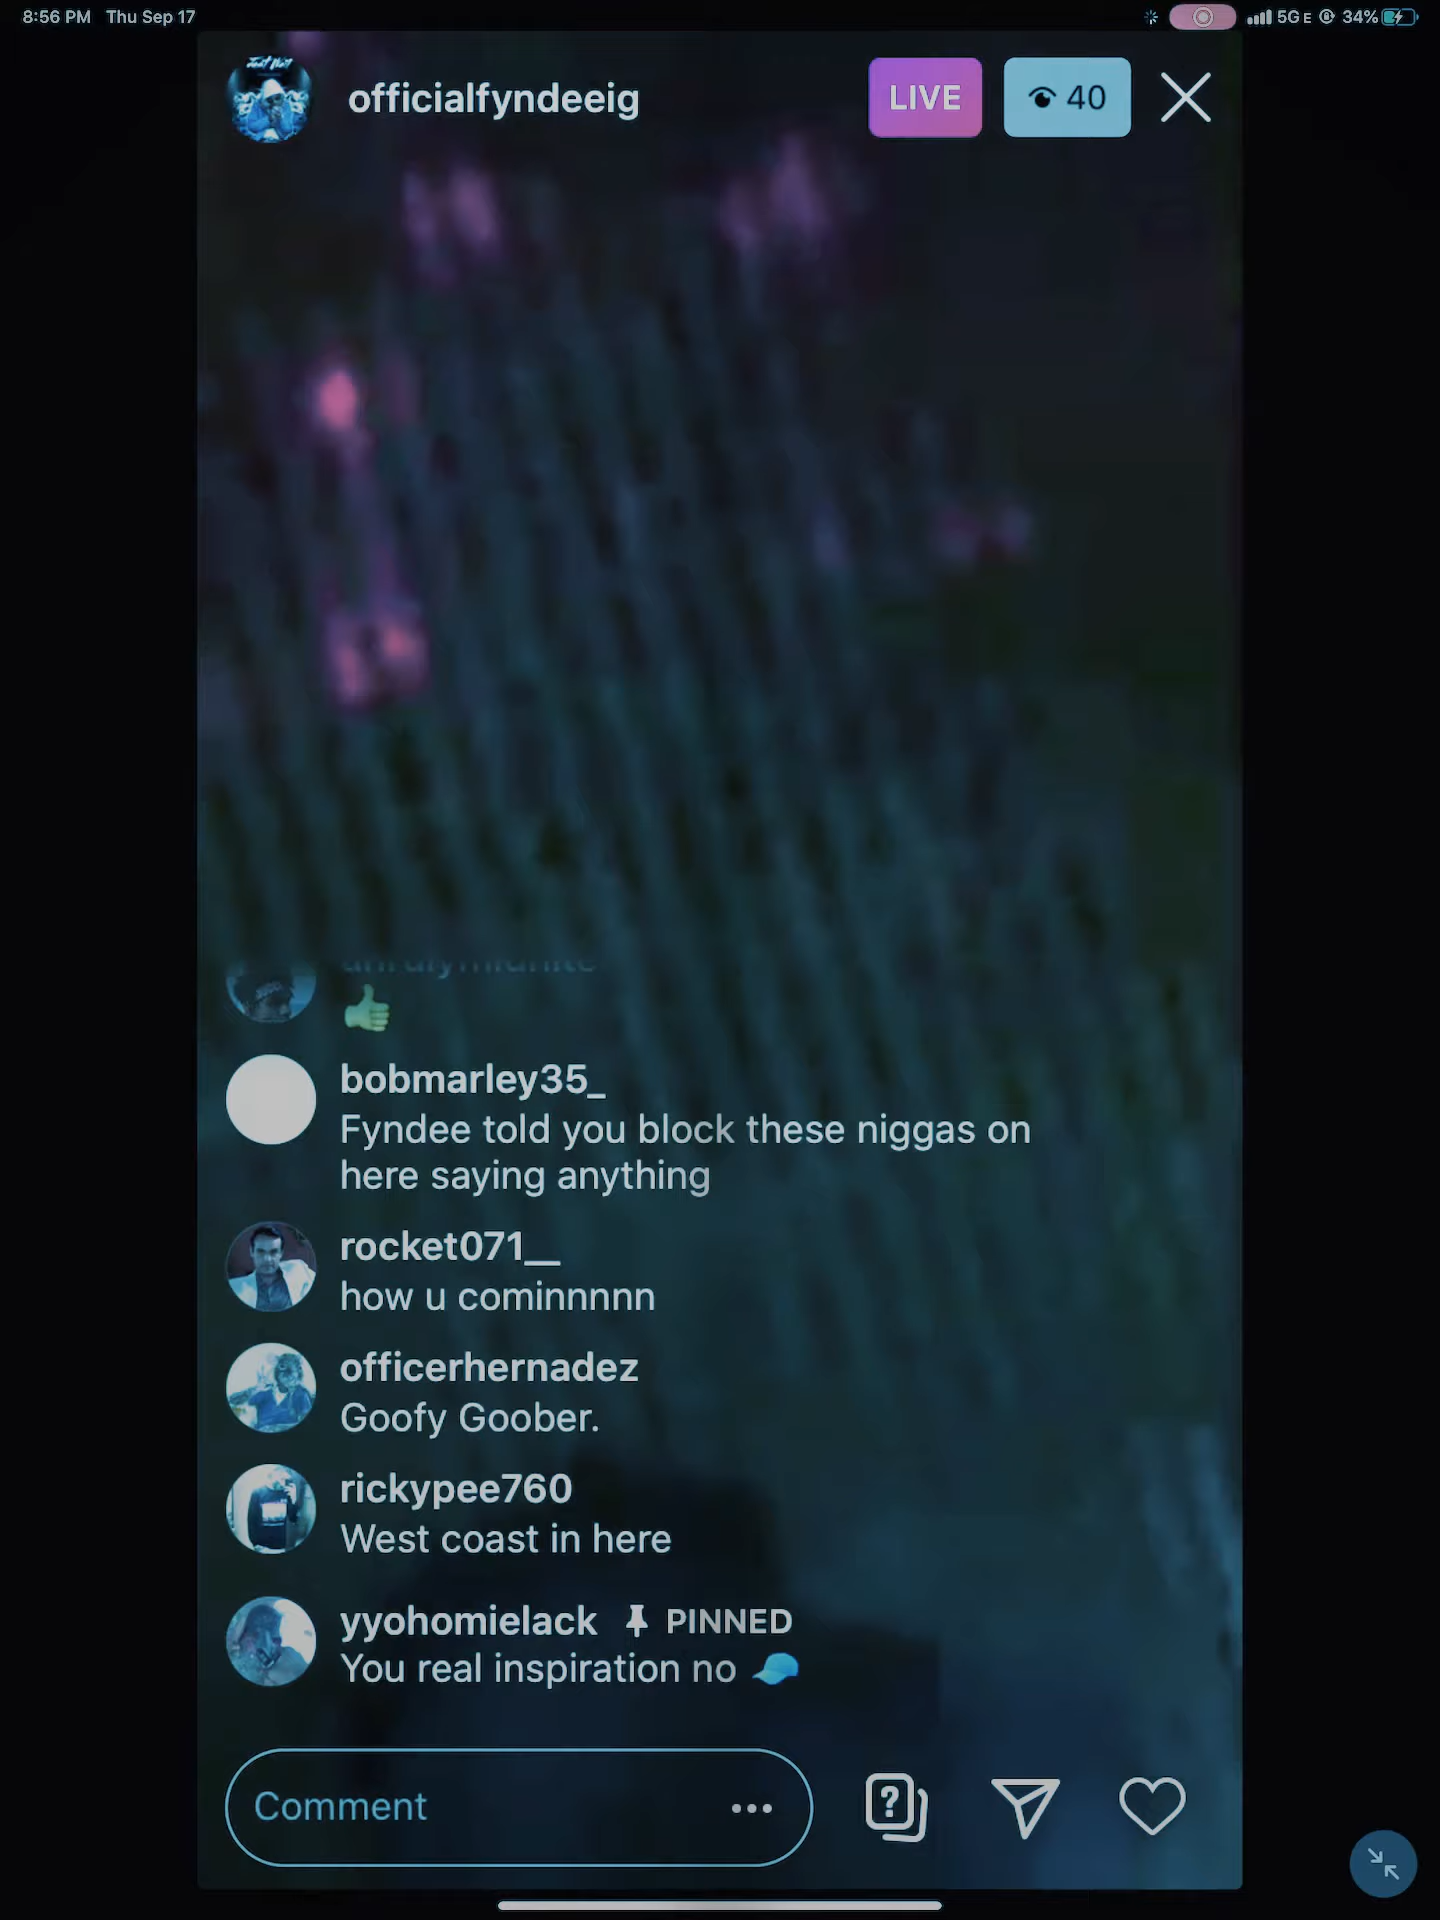 8:56 PM Thu Sep 17
5G E 34%
officialfyndeeig
LIVE
40
👍
bobmarley35_
Fyndee told you block these niggas on
here saying anything
rocket071__
how u cominnnnn
officerhernadez
Goofy Goober.
rickypee760
West coast in here
yyohomielack PINNED
You real inspiration no 🧢
Comment